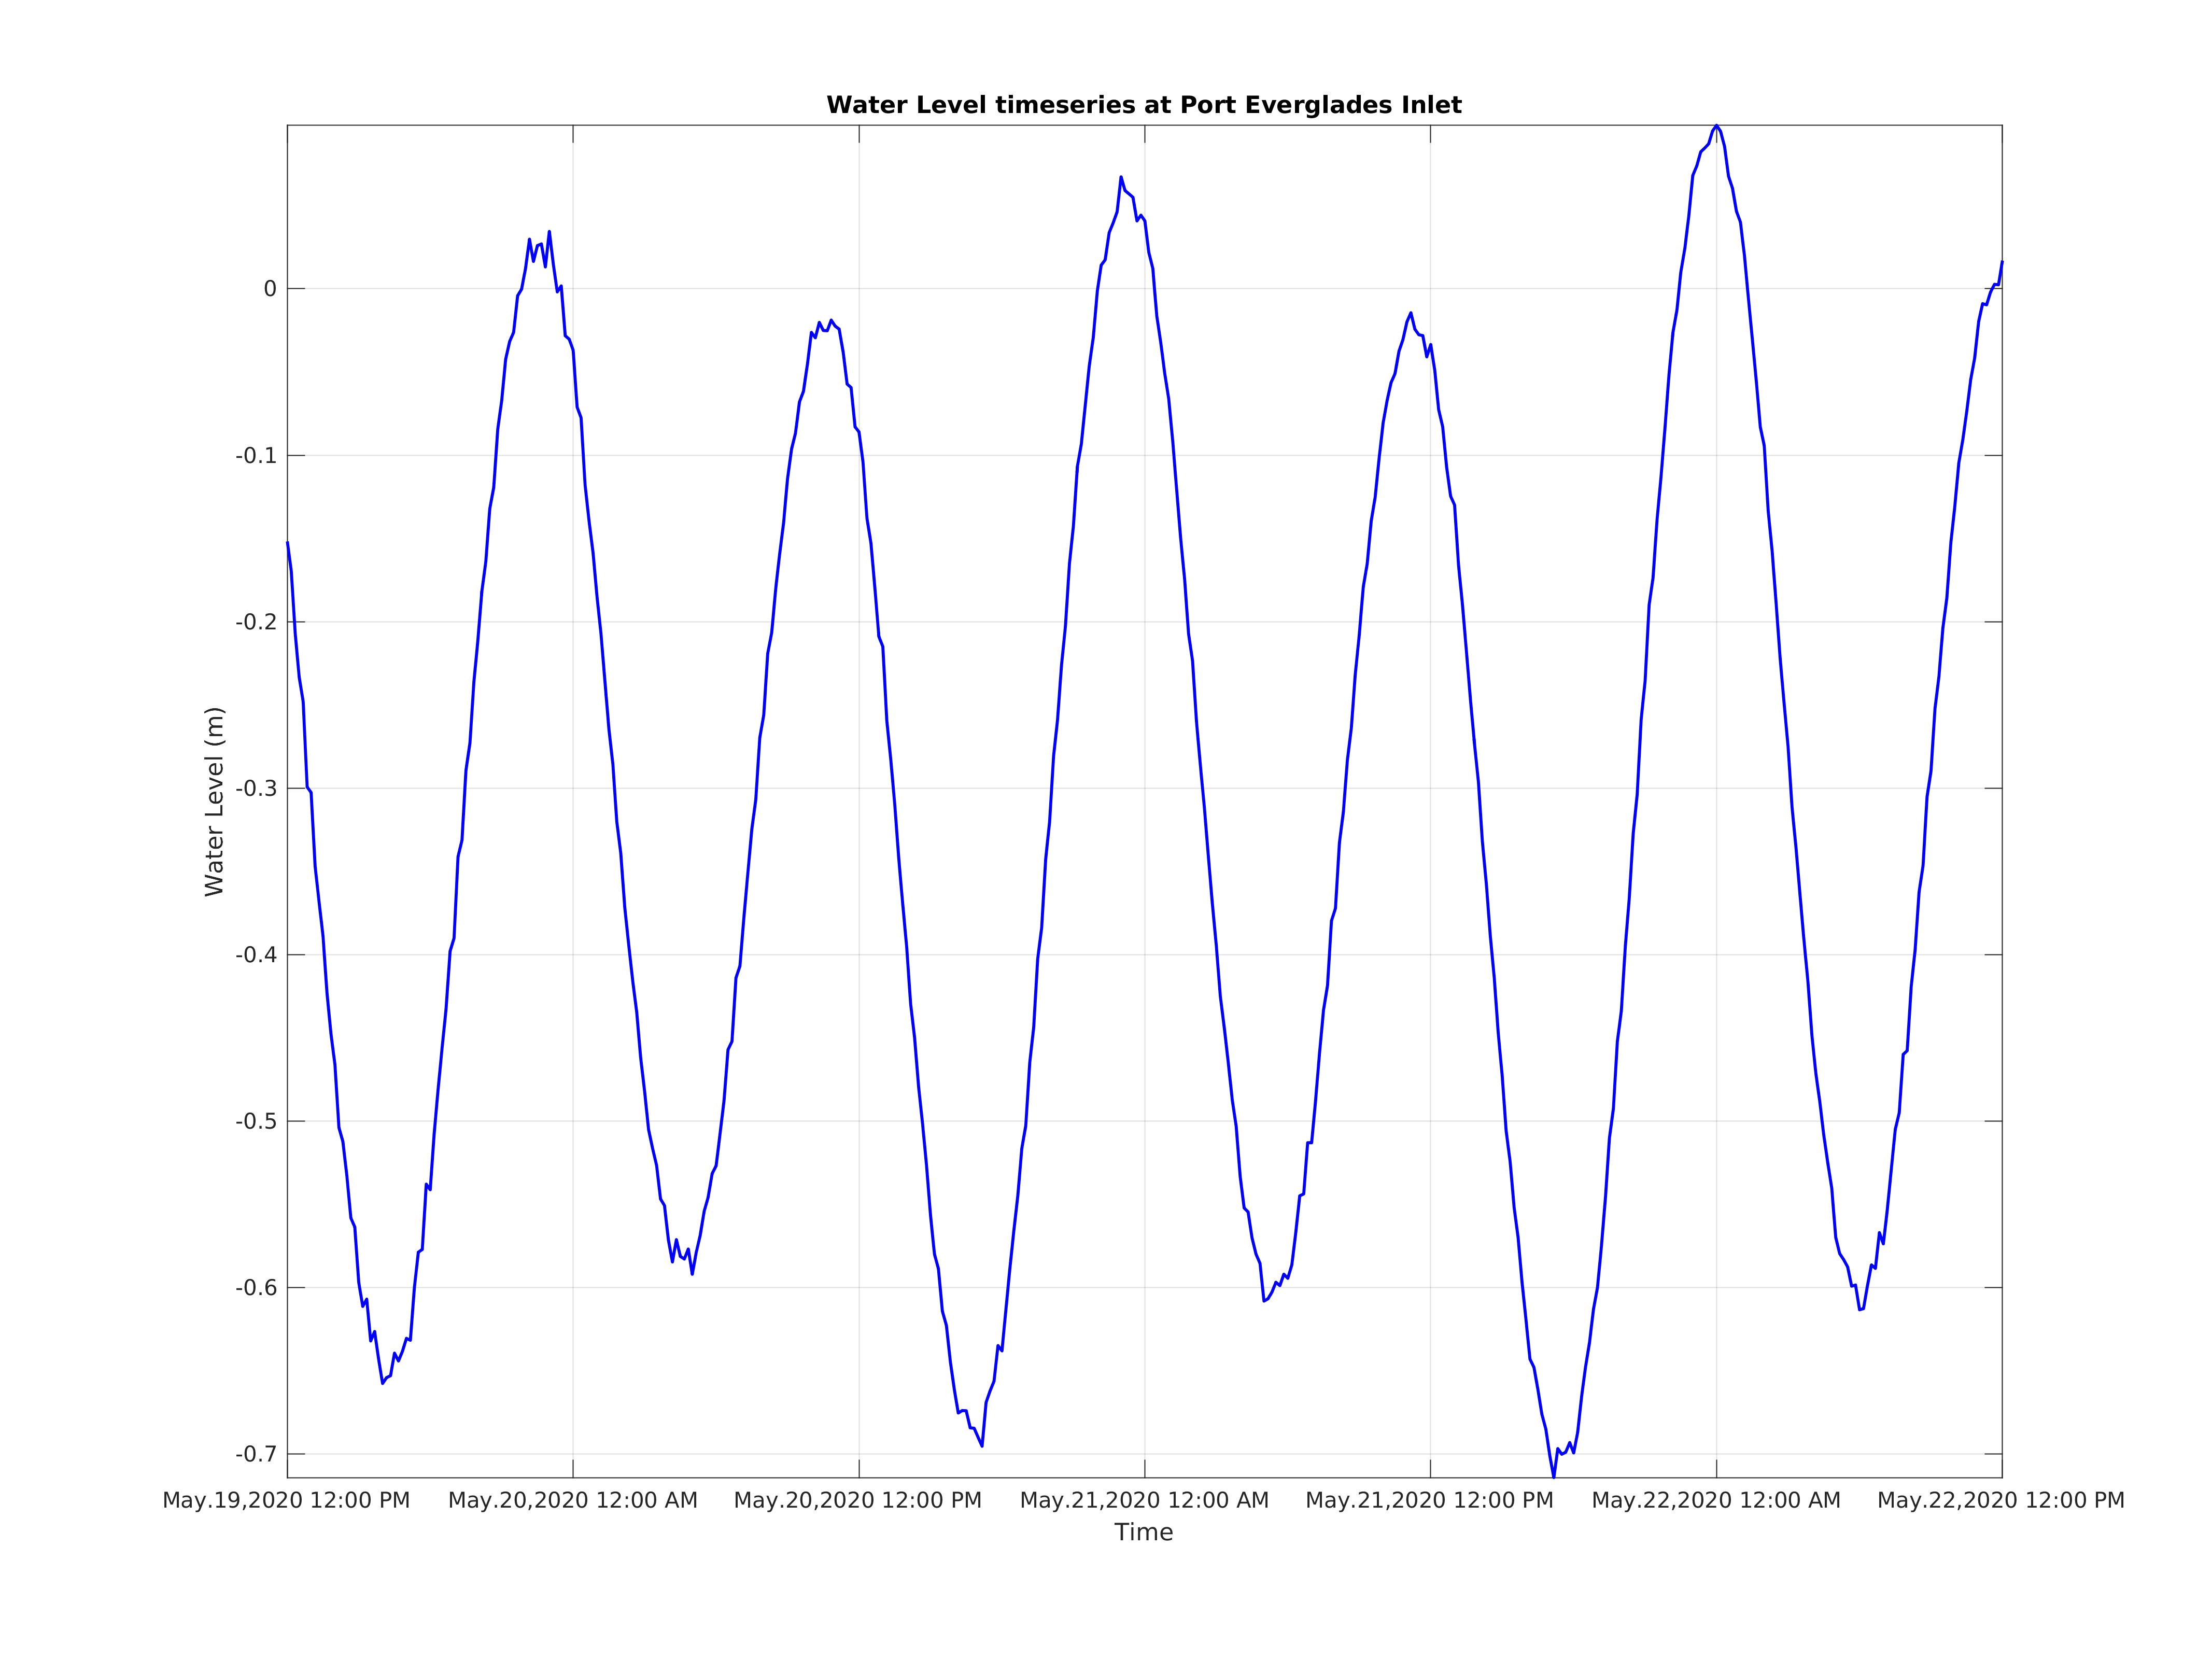 Water Level timeseries at Port Everglades Inlet
0
-0.1
-0.2
-0.3
-0.4
-0.5
-0.6
-0.7
Water Level (m)
May.19,2020 12:00 PM
May.20,2020 12:00 AM
May.20,2020 12:00 PM
May.21,2020 12:00 AM
May.21,2020 12:00 PM
May.22,2020 12:00 AM
May.22,2020 12:00 PM
Time